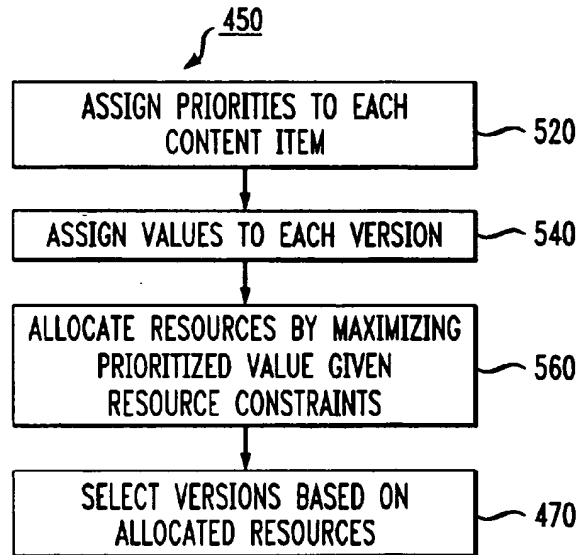 450
ASSIGN PRIORITIES TO EACH
CONTENT ITEM
520
ASSIGN VALUES TO EACH VERSION
540
ALLOCATE RESOURCES BY MAXIMIZING
PRIORITIZED VALUE GIVEN
RESOURCE CONSTRAINTS
560
SELECT VERSIONS BASED ON
ALLOCATED RESOURCES
470